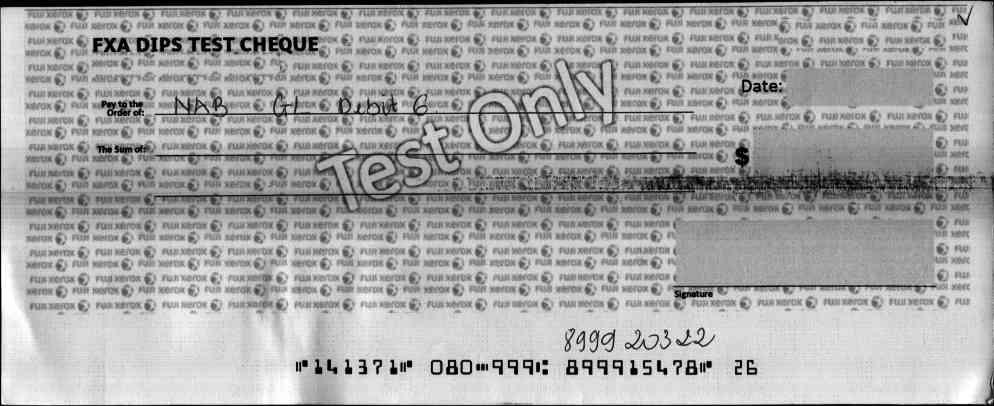 FXA DIPS TEST CHEQUE
Date:
Pay to the Order of: NAB GI Debit 6
The Sum of:
$
Test Only
Signature
8999 20322
⑈141371⑈ 080⑉999⑆ 899915478⑈ 26